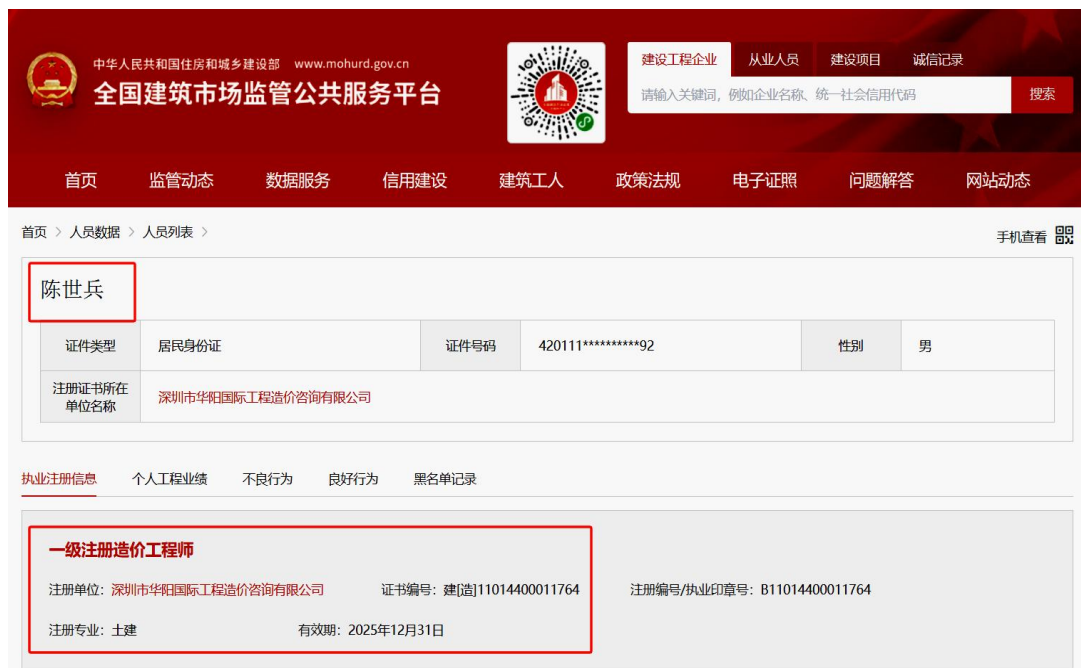 中华人民共和国住房和城乡建设部 www.mohurd.gov.cn
全国建筑市场监管公共服务平台
建设工程企业 从业人员 建设项目 诚信记录
请输入关键词，例如企业名称、统一社会信用代码 搜索
首页 监管动态 数据服务 信用建设 建筑工人 政策法规 电子证照 问题解答 网站动态
首页 > 人员数据 > 人员列表 >
手机查看
陈世兵
证件类型 居民身份证 证件号码 420111**********92 性别 男
注册证书所在
单位名称 深圳市华阳国际工程造价咨询有限公司
执业注册信息 个人工程业绩 不良行为 良好行为 黑名单记录
一级注册造价工程师
注册单位：深圳市华阳国际工程造价咨询有限公司 证书编号：建[造]11014400011764 注册编号/执业印章号：B11014400011764
注册专业：土建 有效期：2025年12月31日